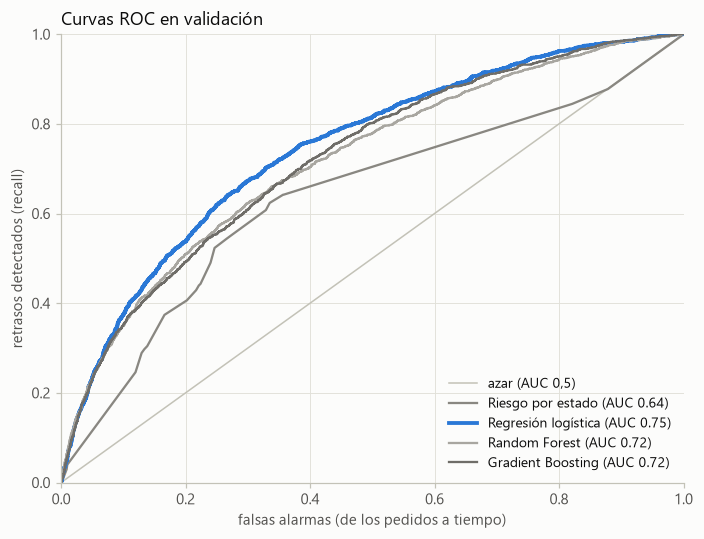 Curvas ROC en validación
1.0
0.8
0.6
0.4
0.2
0.0
retrasos detectados (recall)
azar (AUC 0,5)
Riesgo por estado (AUC 0.64)
Regresión logística (AUC 0.75)
Random Forest (AUC 0.72)
Gradient Boosting (AUC 0.72)
0.0 0.2 0.4 0.6 0.8 1.0
falsas alarmas (de los pedidos a tiempo)